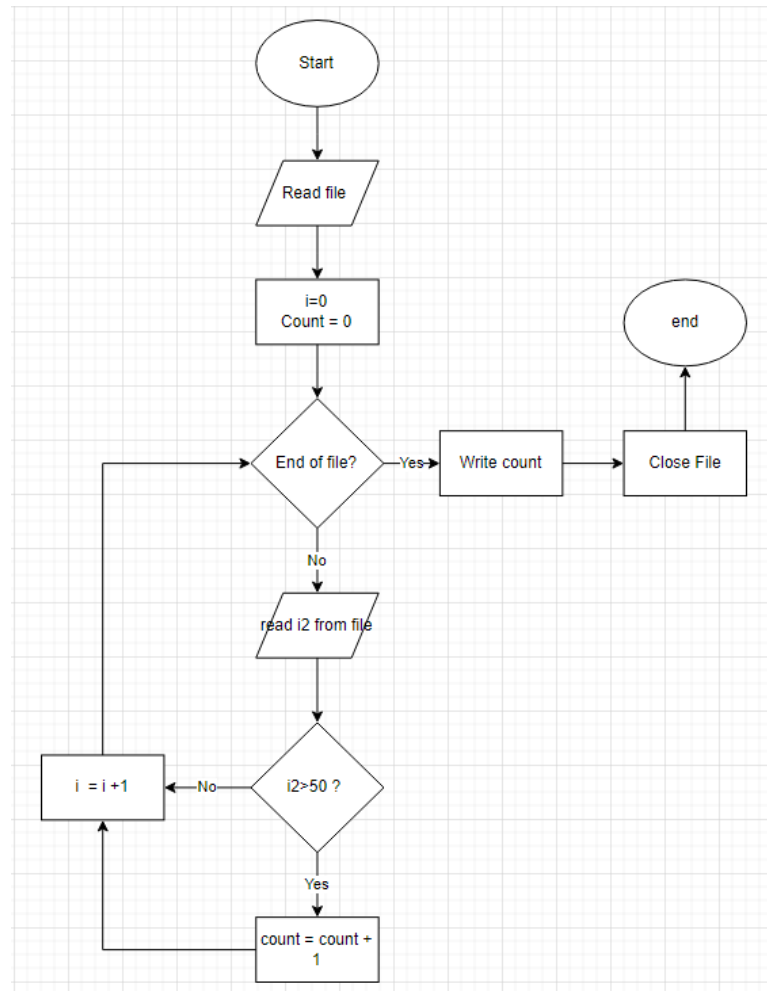 Start
Read file
i=0
Count = 0
end
End of file?
Yes
Write count
Close File
No
read i2 from file
i = i +1
No
i2>50 ?
Yes
count = count +
1